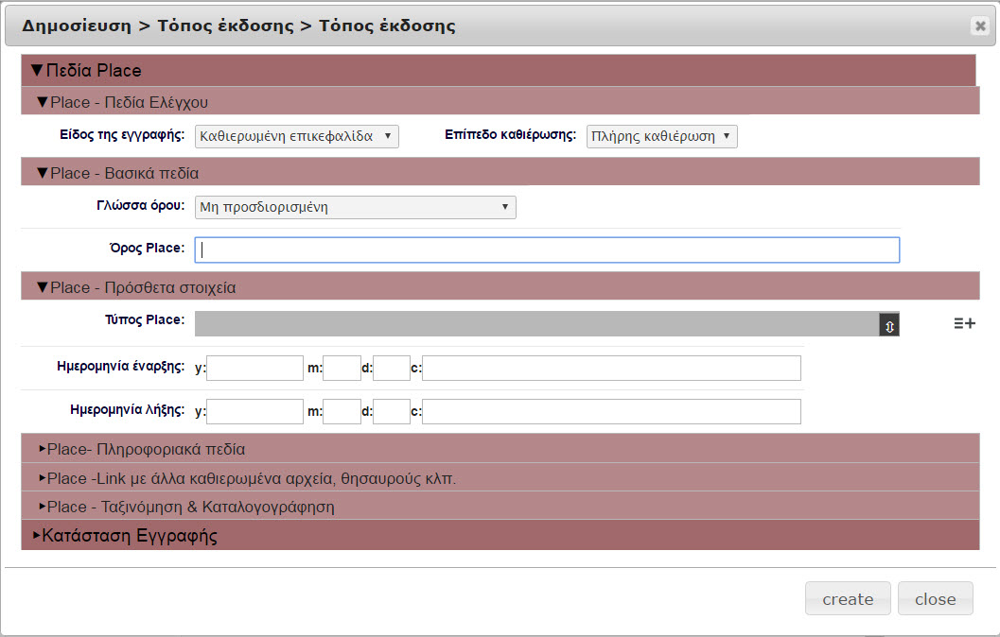 Δημοσίευση > Τόπος έκδοσης > Τόπος έκδοσης
▼Πεδία Place
▼Place - Πεδία Ελέγχου
Είδος της εγγραφής: Καθιερωμένη επικεφαλίδα Επίπεδο καθιέρωσης: Πλήρης καθιέρωση
▼Place - Βασικά πεδία
Γλώσσα όρου: Μη προσδιορισμένη
Όρος Place:
▼Place - Πρόσθετα στοιχεία
Τύπος Place:
Ημερομηνία έναρξης: y: m: d: c:
Ημερομηνία λήξης: y: m: d: c:
►Place- Πληροφοριακά πεδία
►Place -Link με άλλα καθιερωμένα αρχεία, θησαυρούς κλπ.
►Place - Ταξινόμηση & Καταλογογράφηση
►Κατάσταση Εγγραφής
create close